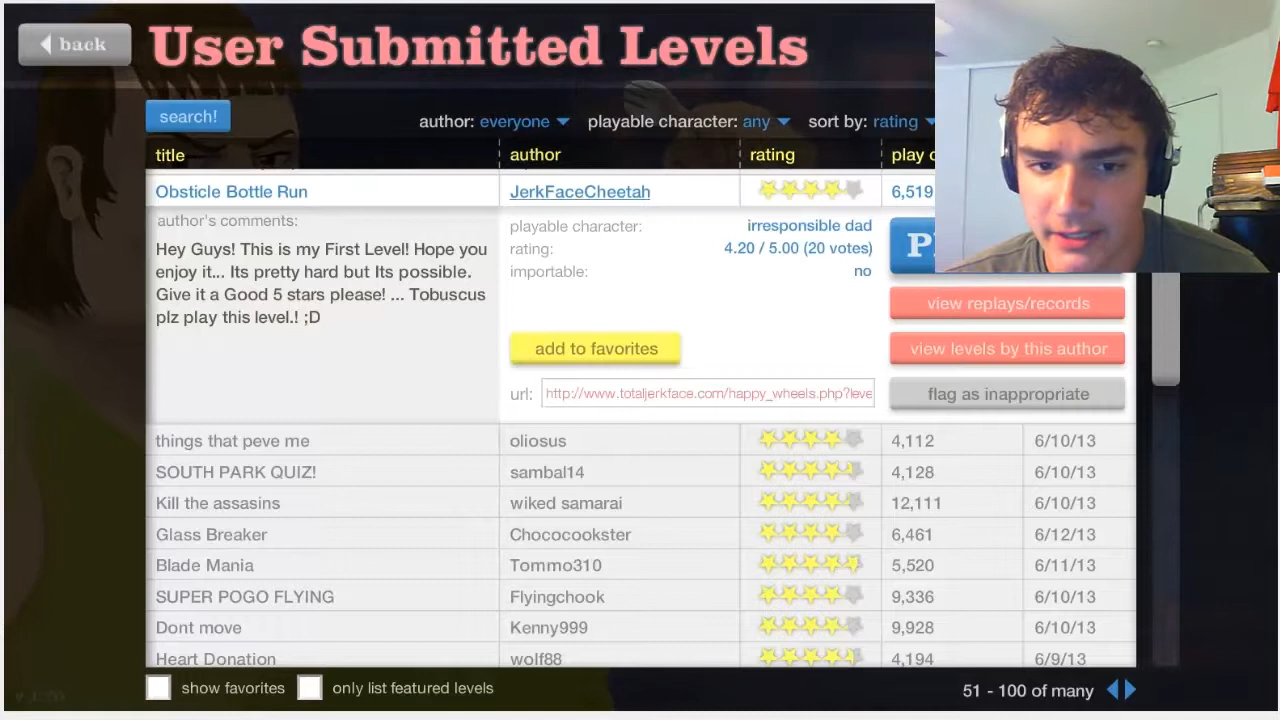 back
User Submitted Levels
search!
author: everyone playable character: any sort by: rating
title author rating play
Obsticle Bottle Run JerkFaceCheetah 6,519
author's comments:
Hey Guys! This is my First Level! Hope you
enjoy it... Its pretty hard but Its possible.
Give it a Good 5 stars please! ... Tobuscus
plz play this level.! ;D
playable character: irresponsible dad
rating: 4.20 / 5.00 (20 votes)
importable: no
add to favorites
url: http://www.totaljerkface.com/happy_wheels.php?leve
view replays/records
view levels by this author
flag as inappropriate
things that peve me oliosus 4,112 6/10/13
SOUTH PARK QUIZ! sambal14 4,128 6/10/13
Kill the assasins wiked samarai 12,111 6/10/13
Glass Breaker Chococookster 6,461 6/12/13
Blade Mania Tommo310 5,520 6/11/13
SUPER POGO FLYING Flyingchook 9,336 6/10/13
Dont move Kenny999 9,928 6/10/13
Heart Donation wolf88 4,194 6/9/13
show favorites only list featured levels 51 - 100 of many